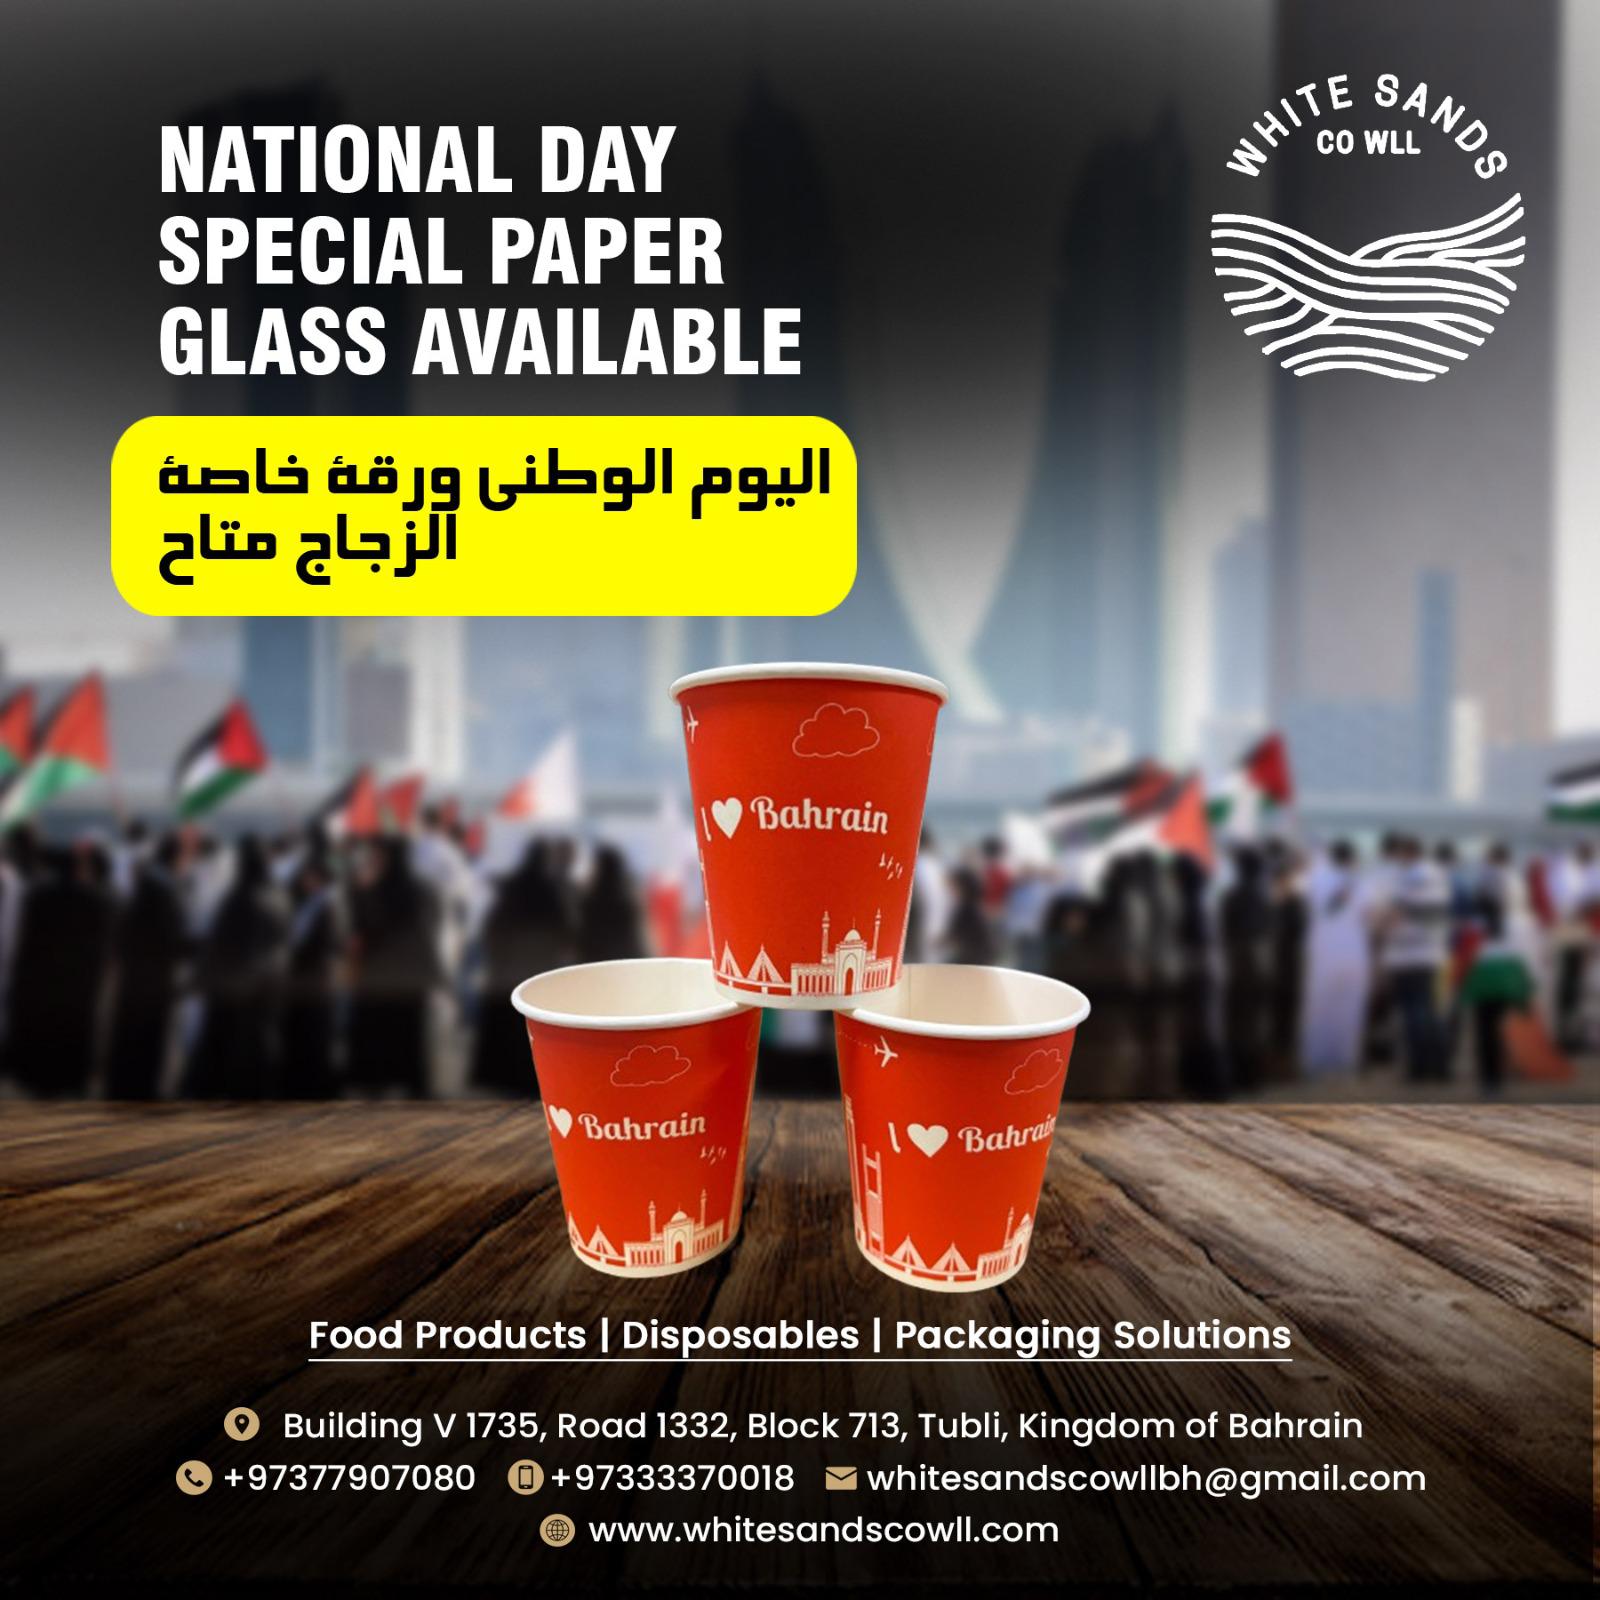 WHITE SANDS
CO WLL
NATIONAL DAY
SPECIAL PAPER
GLASS AVAILABLE
اليوم الوطنى ورقة خاصة
الزجاج متاح
I Bahrain
Bahrain
I Bahrain
Food Products | Disposables | Packaging Solutions
Building V 1735, Road 1332, Block 713, Tubli, Kingdom of Bahrain
+97377907080 +97333370018 whitesandscowllbh@gmail.com
www.whitesandscowll.com